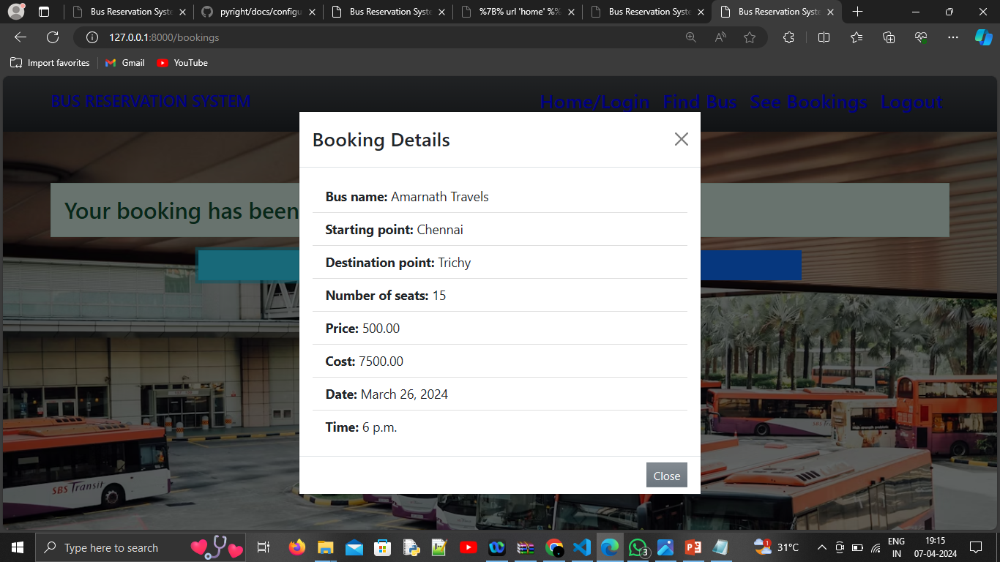 Bus Reservation Syste
pyright/docs/configu
Bus Reservation Syste
%7B% url 'home' %%
Bus Reservation Syste
Bus Reservation Syste
127.0.0.1:8000/bookings
Import favorites
Gmail
YouTube
BUS RESERVATION SYSTEM
Home/Login Find Bus See Bookings Logout
Booking Details
Your booking has been
Bus name: Amarnath Travels
Starting point: Chennai
Destination point: Trichy
Number of seats: 15
Price: 500.00
Cost: 7500.00
Date: March 26, 2024
Time: 6 p.m.
Close
SBS Transit
Type here to search
3
1
31°C
ENG
IN
19:15
07-04-2024